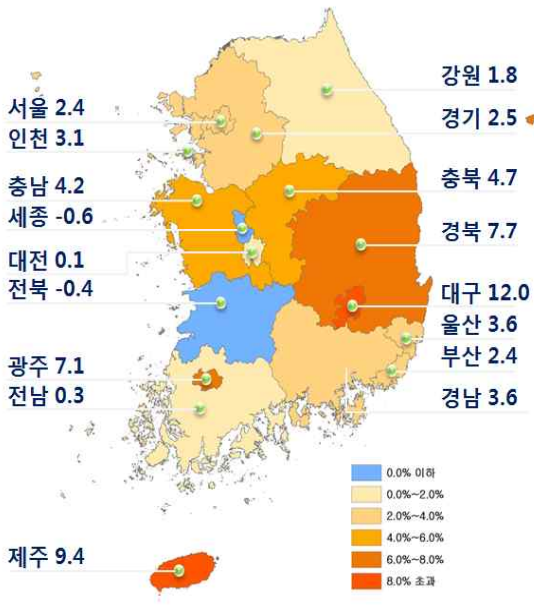 서울 2.4
인천 3.1
충남 4.2
세종 -0.6
대전 0.1
전북 -0.4
광주 7.1
전남 0.3
제주 9.4
강원 1.8
경기 2.5
충북 4.7
경북 7.7
대구 12.0
울산 3.6
부산 2.4
경남 3.6
0.0% 이하
0.0%~2.0%
2.0%~4.0%
4.0%~6.0%
6.0%~8.0%
8.0% 초과